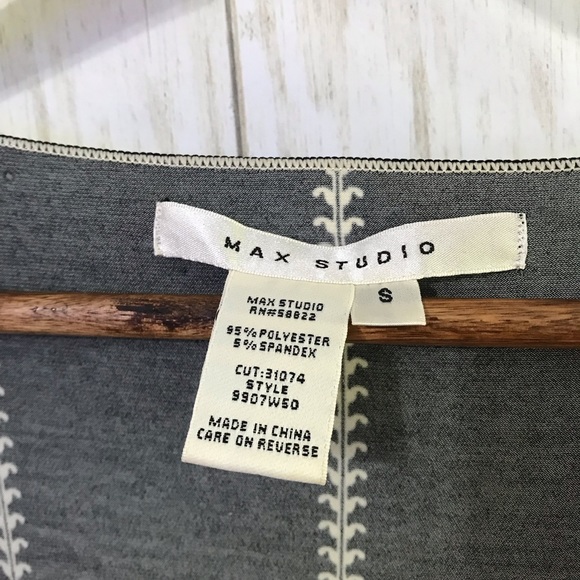 MAX STUDIO
S
MAX STUDIO
RN#58822
95% POLYESTER
5% SPANDEX
CUT:31074
STYLE
9907W50
MADE IN CHINA
CARE ON REVERSE